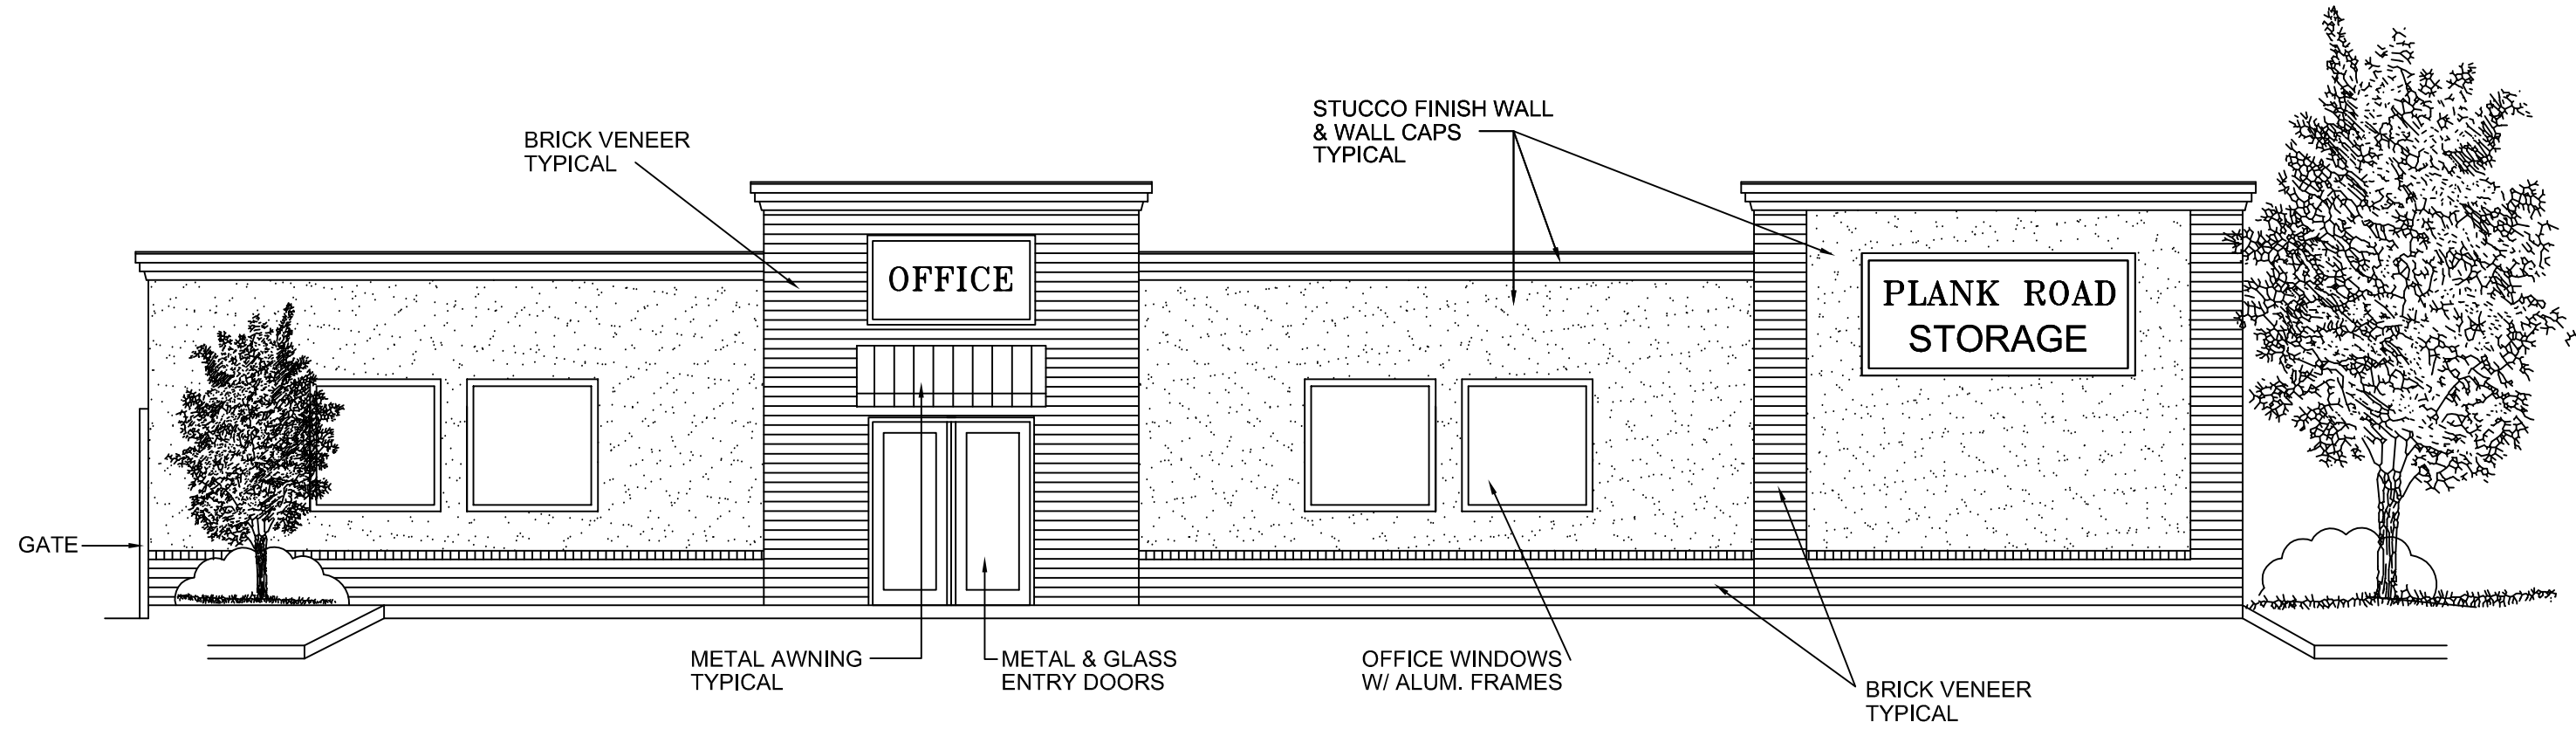 STUCCO FINISH WALL
& WALL CAPS
TYPICAL
BRICK VENEER
TYPICAL
OFFICE
PLANK ROAD
STORAGE
GATE
METAL AWNING
TYPICAL
METAL & GLASS
ENTRY DOORS
OFFICE WINDOWS
W/ ALUM. FRAMES
BRICK VENEER
TYPICAL